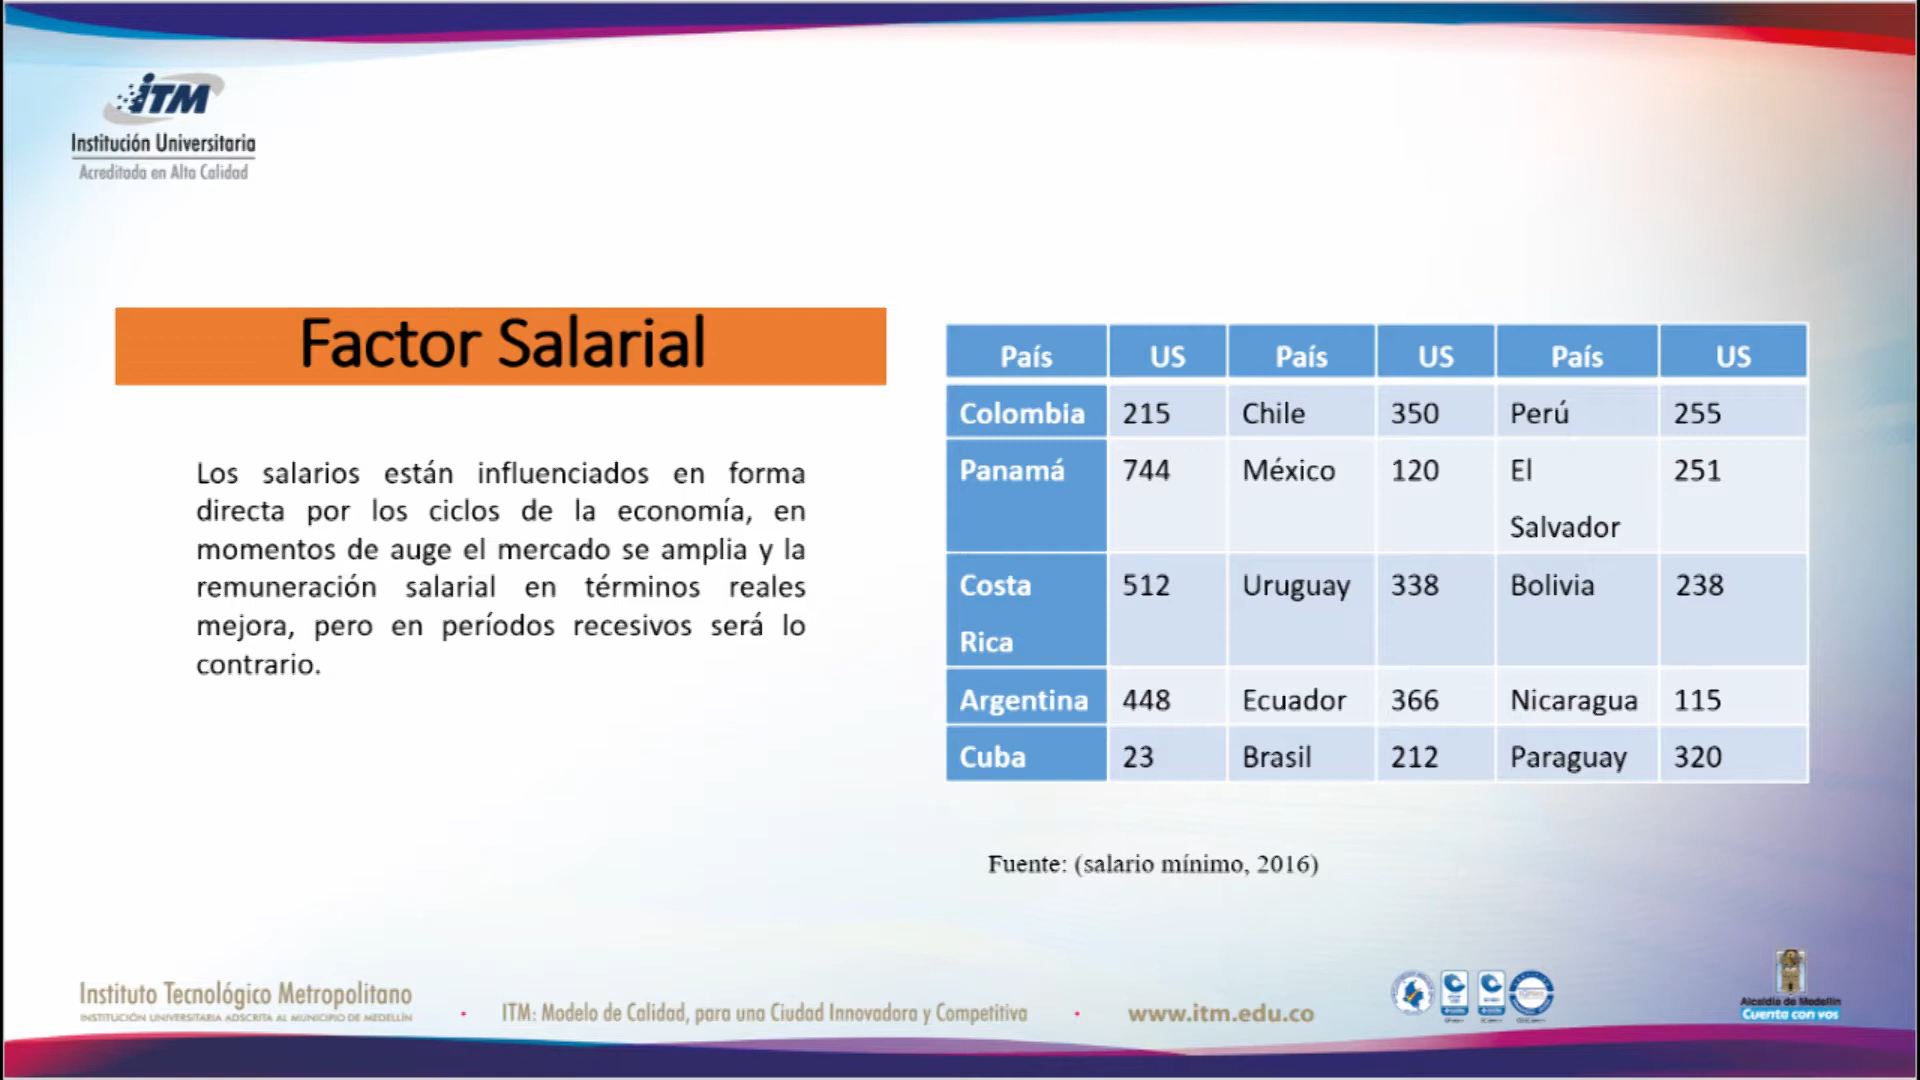 iTM
Institución Universitaria
Acreditada en Alta Calidad
Factor Salarial
Los salarios están influenciados en forma
directa por los ciclos de la economía, en
momentos de auge el mercado se amplia y la
remuneración salarial en términos reales
mejora, pero en períodos recesivos será lo
contrario.
País US País US País US
Colombia 215 Chile 350 Perú 255
Panamá 744 México 120 El 251
Salvador
Costa 512 Uruguay 338 Bolivia 238
Rica
Argentina 448 Ecuador 366 Nicaragua 115
Cuba 23 Brasil 212 Paraguay 320
Fuente: (salario mínimo, 2016)
Instituto Tecnológico Metropolitano
INSTITUCIÓN UNIVERSITARIA ADSCRITA AL MUNICIPIO DE MEDELLÍN
ITM: Modelo de Calidad, para una Ciudad Innovadora y Competitiva
www.itm.edu.co
Alcaldía de Medellín
Cuenta con vos